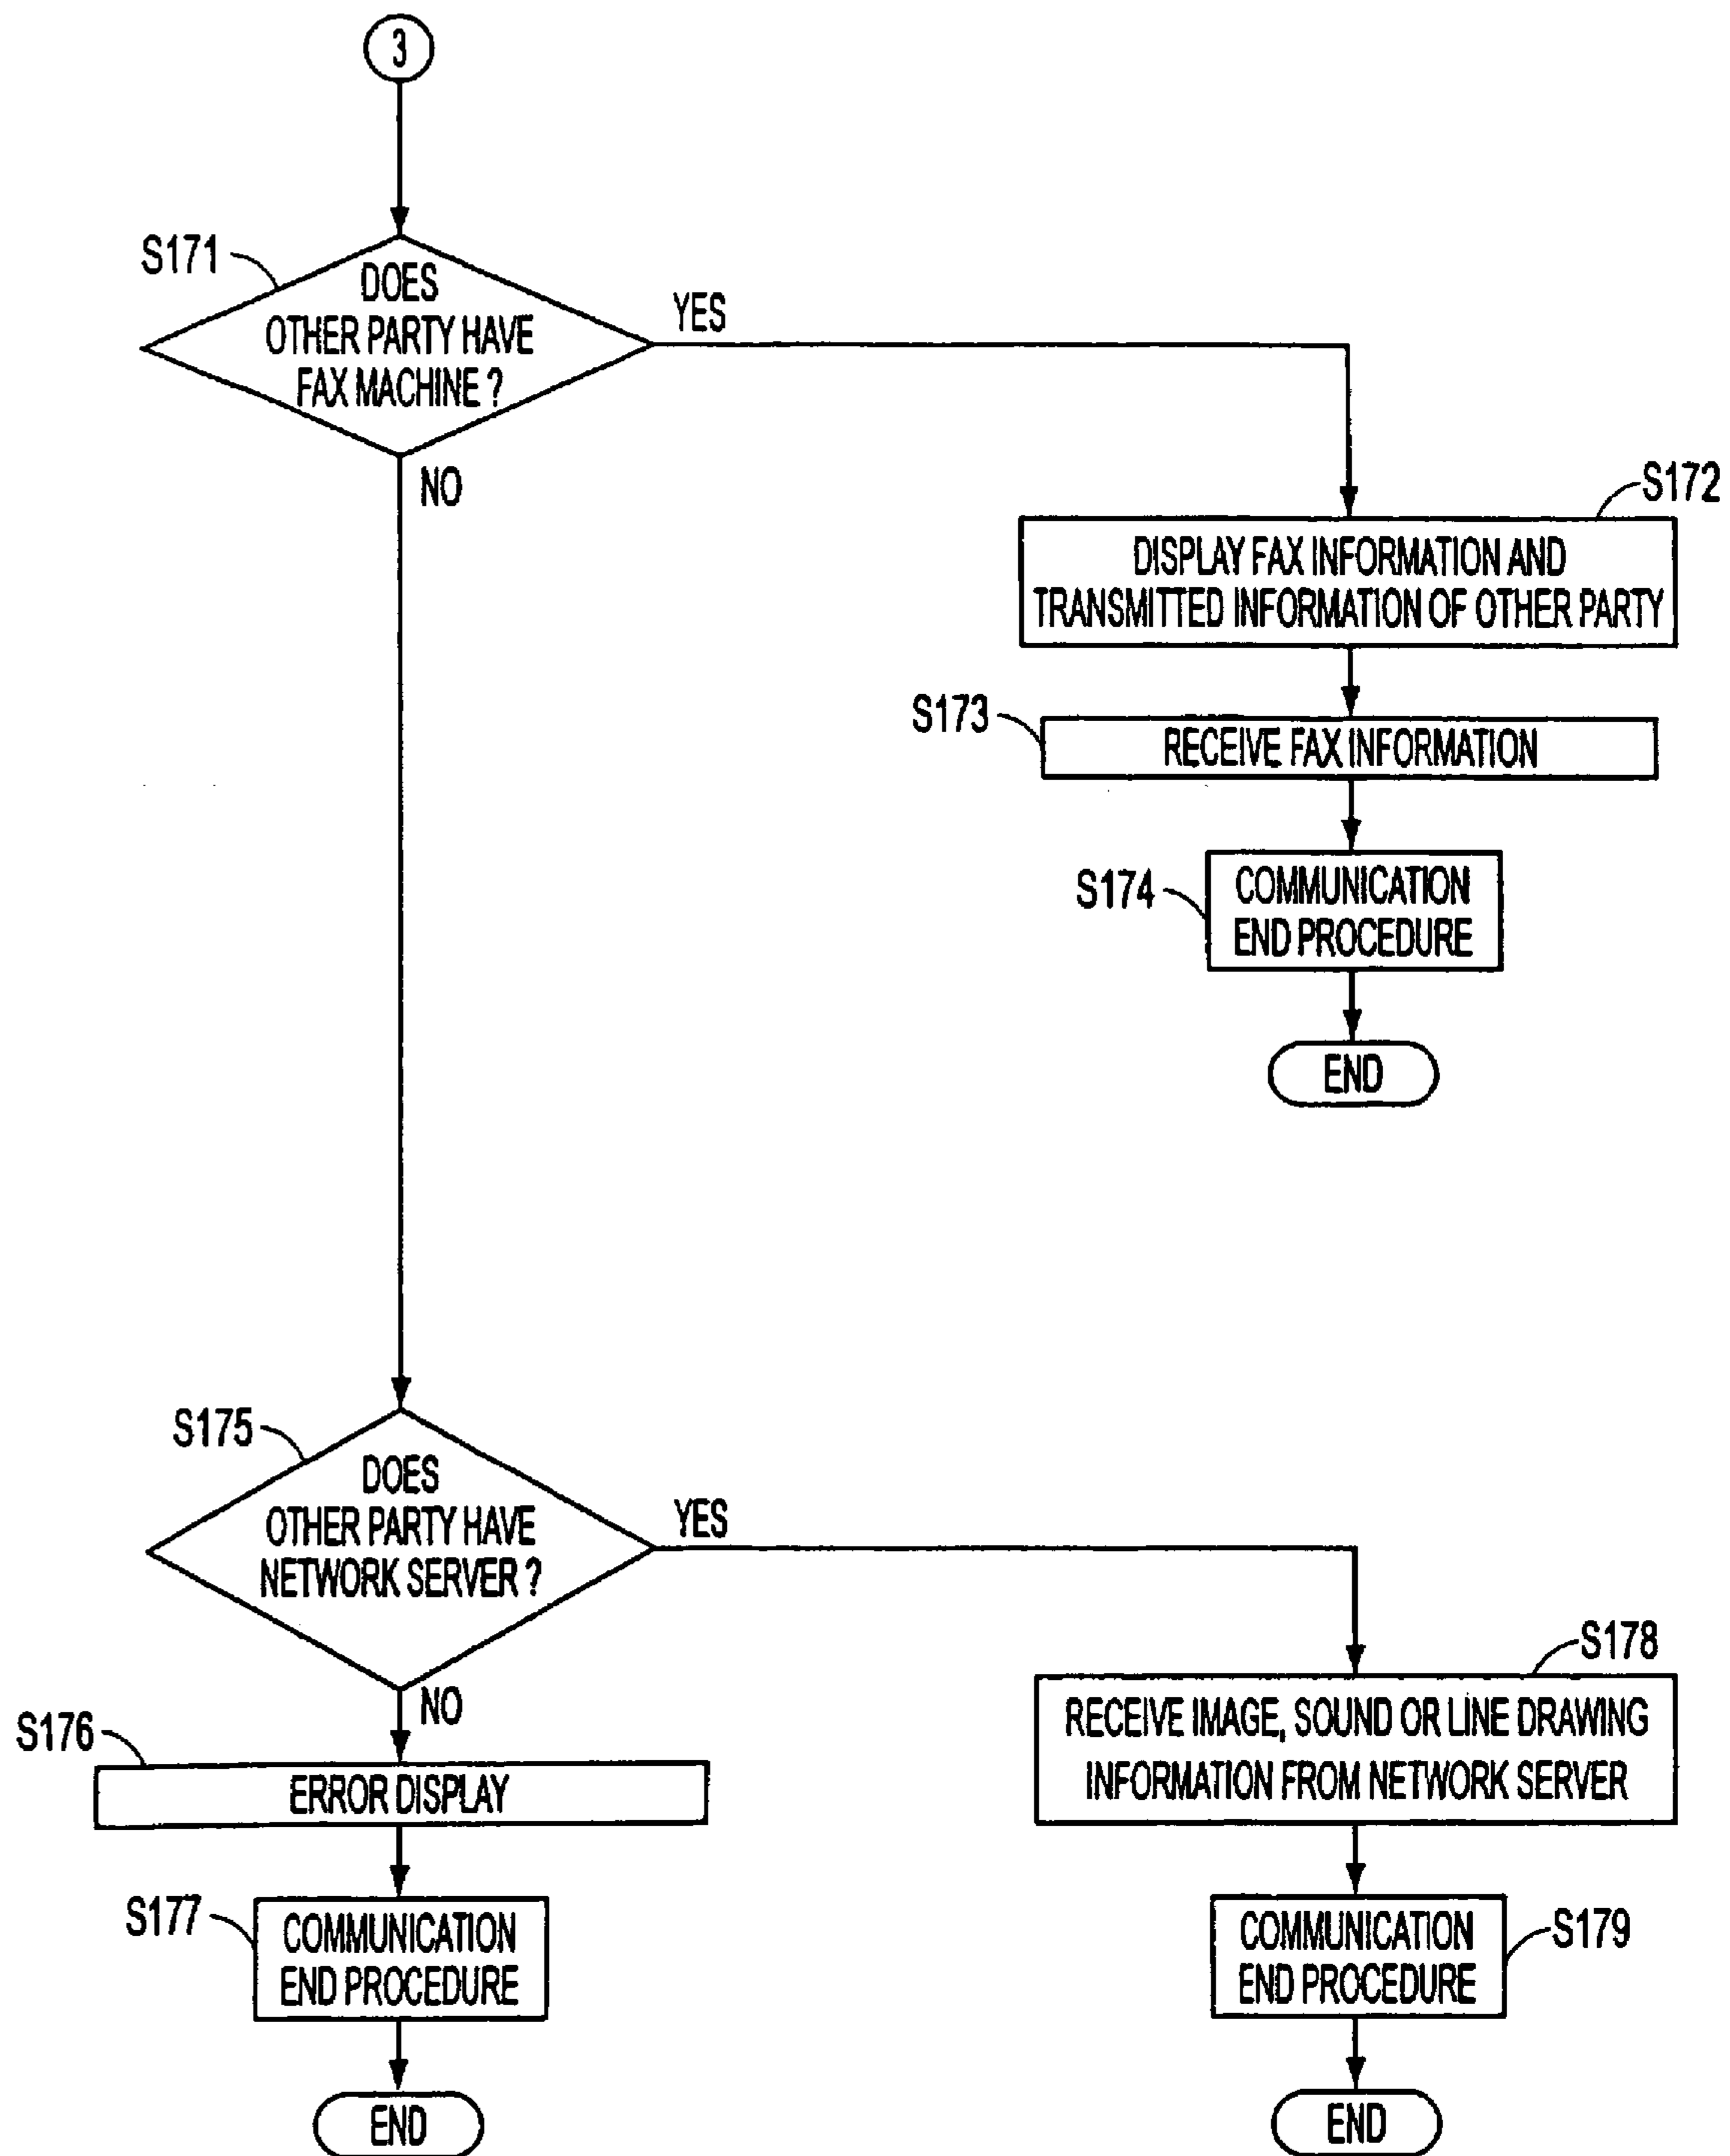 3
S171
DOES
OTHER PARTY HAVE
FAX MACHINE ?
YES
NO
S172
DISPLAY FAX INFORMATION AND
TRANSMITTED INFORMATION OF OTHER PARTY
S173
RECEIVE FAX INFORMATION
S174
COMMUNICATION
END PROCEDURE
END
S175
DOES
OTHER PARTY HAVE
NETWORK SERVER ?
YES
NO
S176
ERROR DISPLAY
S177
COMMUNICATION
END PROCEDURE
END
S178
RECEIVE IMAGE, SOUND OR LINE DRAWING
INFORMATION FROM NETWORK SERVER
S179
COMMUNICATION
END PROCEDURE
END